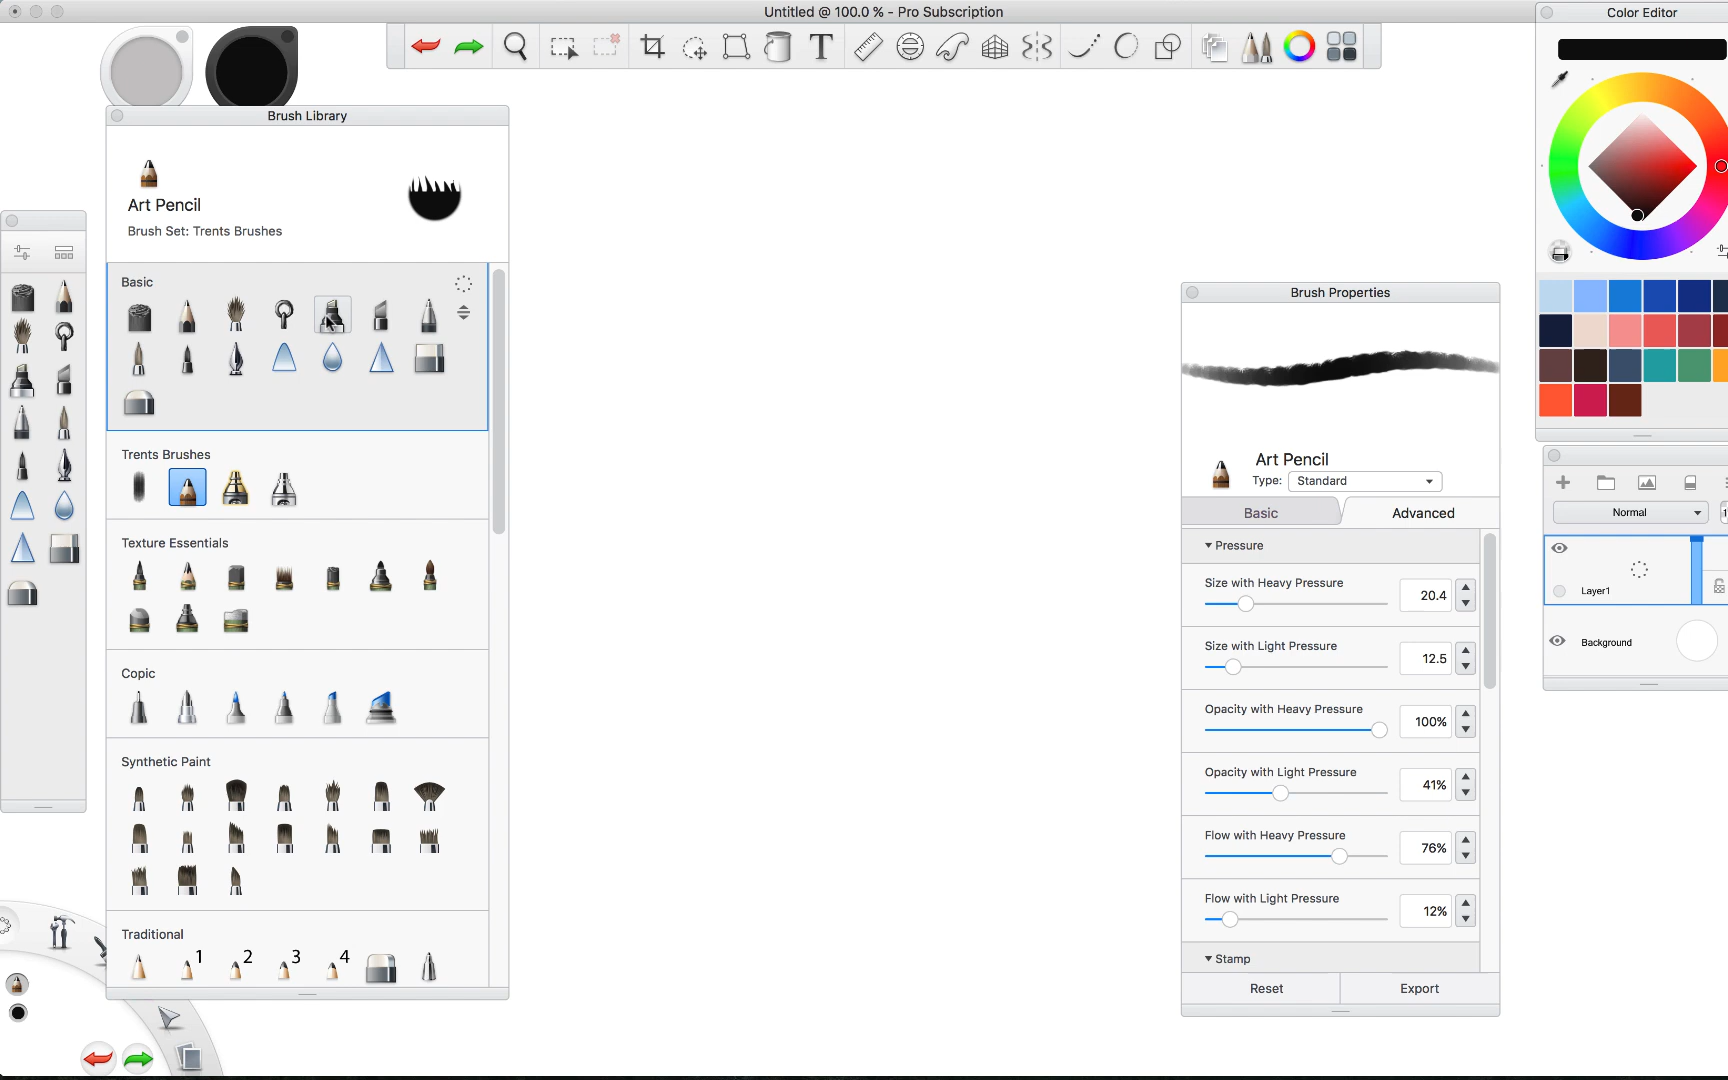 Untitled @ 100.0 % - Pro Subscription
Color Editor
T
Brush Library
Art Pencil
Brush Set: Trents Brushes
Basic
Trents Brushes
Texture Essentials
Copic
Synthetic Paint
Traditional
1
2
3
4
Brush Properties
Art Pencil
Type: Standard
Basic
Advanced
Pressure
Size with Heavy Pressure
20.4
Size with Light Pressure
12.5
Opacity with Heavy Pressure
100%
Opacity with Light Pressure
41%
Flow with Heavy Pressure
76%
Flow with Light Pressure
12%
Stamp
Reset
Export
Normal
Layer1
Background